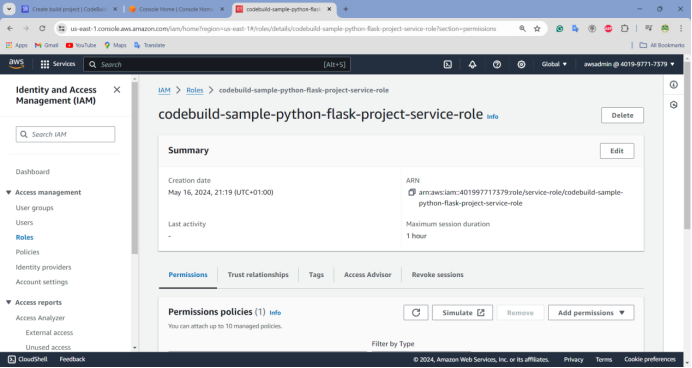 Create build project | CodeBuild
Console Home | Console Home
codebuild-sample-python-flask-
us-east-1.console.aws.amazon.com/iam/home?region=us-east-1#/roles/details/codebuild-sample-python-flask-project-service-role?section=permissions
Apps
Gmail
YouTube
Maps
Translate
All Bookmarks
aws
Services
Search
[Alt+S]
Global
awsadmin @ 4019-9771-7379
Identity and Access
Management (IAM)
Search IAM
Dashboard
Access management
User groups
Users
Roles
Policies
Identity providers
Account settings
Access reports
Access Analyzer
External access
Unused access
IAM > Roles > codebuild-sample-python-flask-project-service-role
codebuild-sample-python-flask-project-service-role Info
Delete
Summary
Edit
Creation date
May 16, 2024, 21:19 (UTC+01:00)
ARN
arn:aws:iam::401997717379:role/service-role/codebuild-sample-
python-flask-project-service-role
Last activity
-
Maximum session duration
1 hour
Permissions
Trust relationships
Tags
Access Advisor
Revoke sessions
Permissions policies (1) Info
You can attach up to 10 managed policies.
Simulate
Remove
Add permissions
Filter by Type
CloudShell
Feedback
© 2024, Amazon Web Services, Inc. or its affiliates.
Privacy
Terms
Cookie preferences